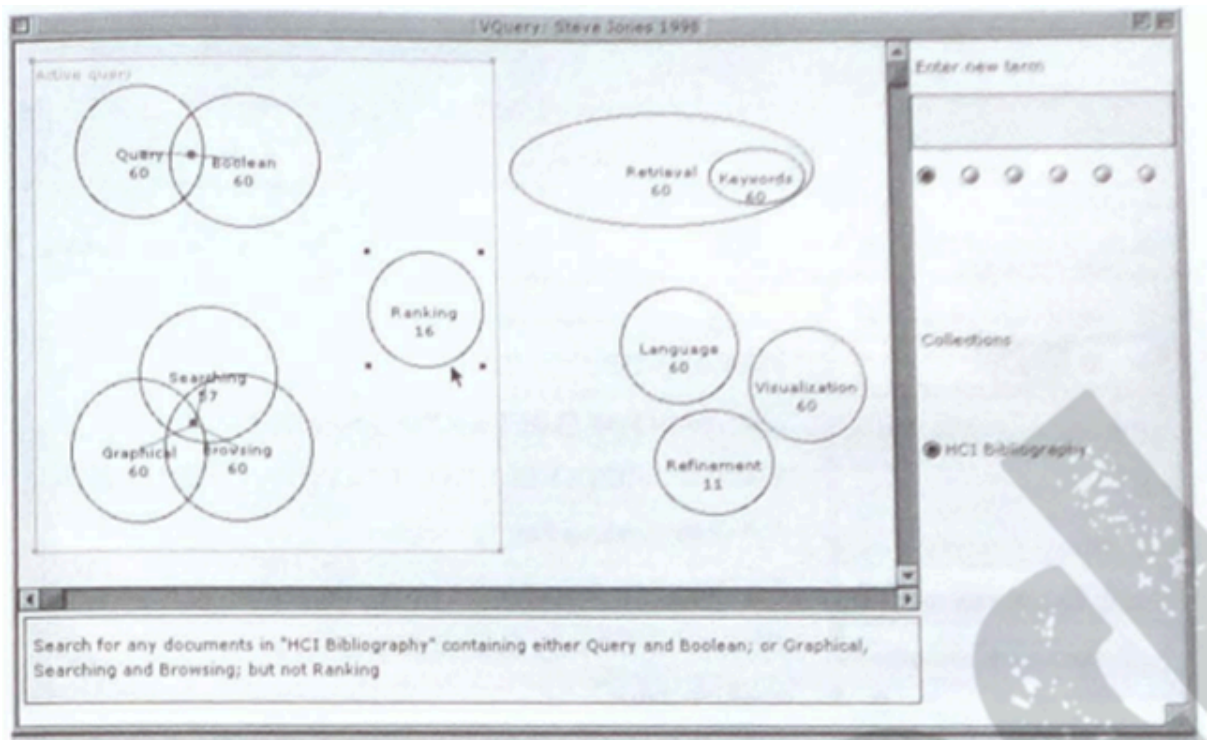 VQuery: Steve Jones 1998
Active query
Query
60
Boolean
60
Retrieval
60
Keywords
60
Ranking
16
Searching
57
Graphical
60
Browsing
60
Language
60
Visualization
60
Refinement
11
Enter new term
Collections
HCI Bibliography
Search for any documents in "HCI Bibliography" containing either Query and Boolean; or Graphical,
Searching and Browsing; but not Ranking